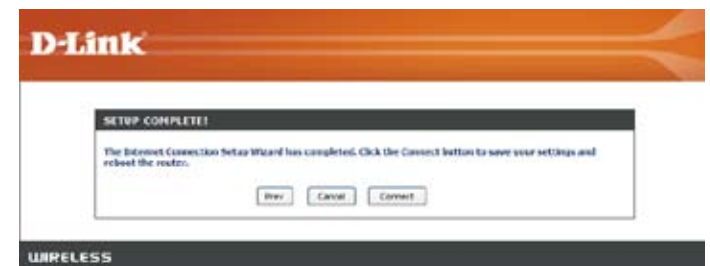 D-Link
SETUP COMPLETE!
The Internet Connection Setup Wizard has completed. Click the Connect button to save your settings and
reboot the router.
Prev Cancel Connect
WIRELESS